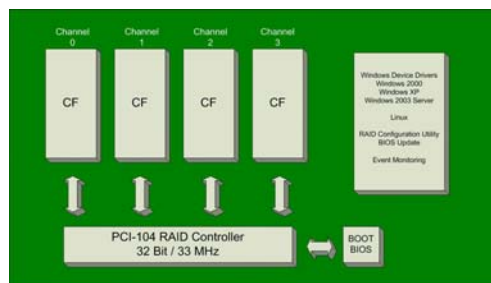 Channel
0
Channel
1
Channel
2
Channel
3
CF
CF
CF
CF
Windows Device Drivers
Windows 2000
Windows XP
Windows 2003 Server
Linux
RAID Configuration Utility
BIOS Update
Event Monitoring
PCI-104 RAID Controller
32 Bit / 33 MHz
BOOT
BIOS